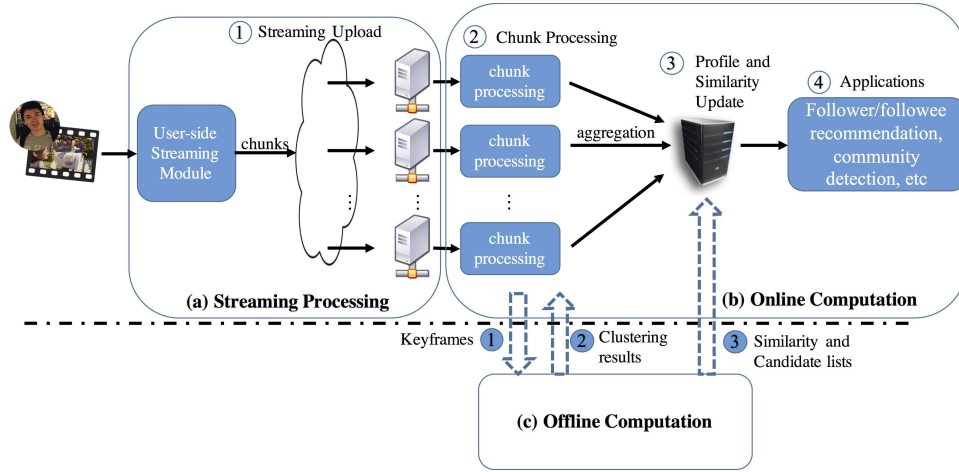 1 Streaming Upload
2 Chunk Processing
3 Profile and
Similarity
Update
4 Applications
User-side
Streaming
Module
chunks
chunk
processing
chunk
processing
chunk
processing
aggregation
Follower/followee
recommendation,
community
detection, etc
...
...
...
(a) Streaming Processing
(b) Online Computation
Keyframes 1
2 Clustering
results
3 Similarity and
Candidate lists
(c) Offline Computation